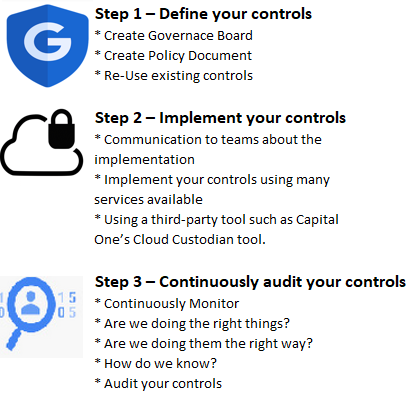 G
Step 1 – Define your controls
* Create Governace Board
* Create Policy Document
* Re-Use existing controls
Step 2 – Implement your controls
* Communication to teams about the
implementation
* Implement your controls using many
services available
* Using a third-party tool such as Capital
One's Cloud Custodian tool.
Step 3 – Continuously audit your controls
* Continuously Monitor
* Are we doing the right things?
* Are we doing them the right way?
* How do we know?
* Audit your controls